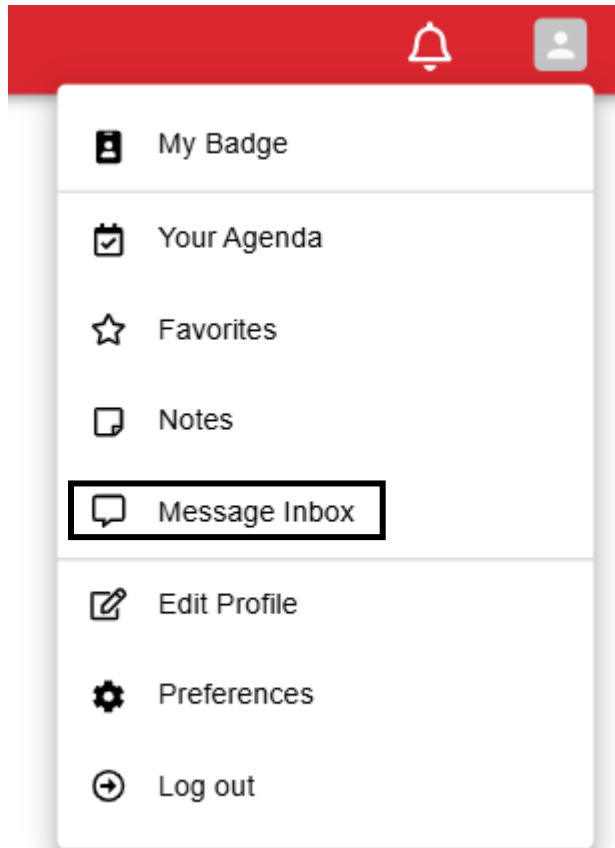 My Badge
Your Agenda
Favorites
Notes
Message Inbox
Edit Profile
Preferences
Log out